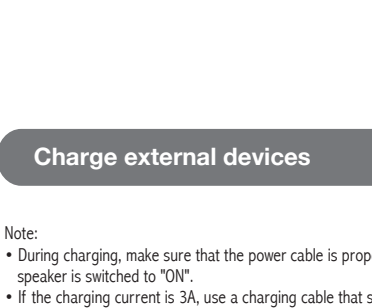 Charge external devices
Note:
• During charging, make sure that the power cable is
speaker is switched to "ON".
• If the charging current is 3A, use a charging cable that